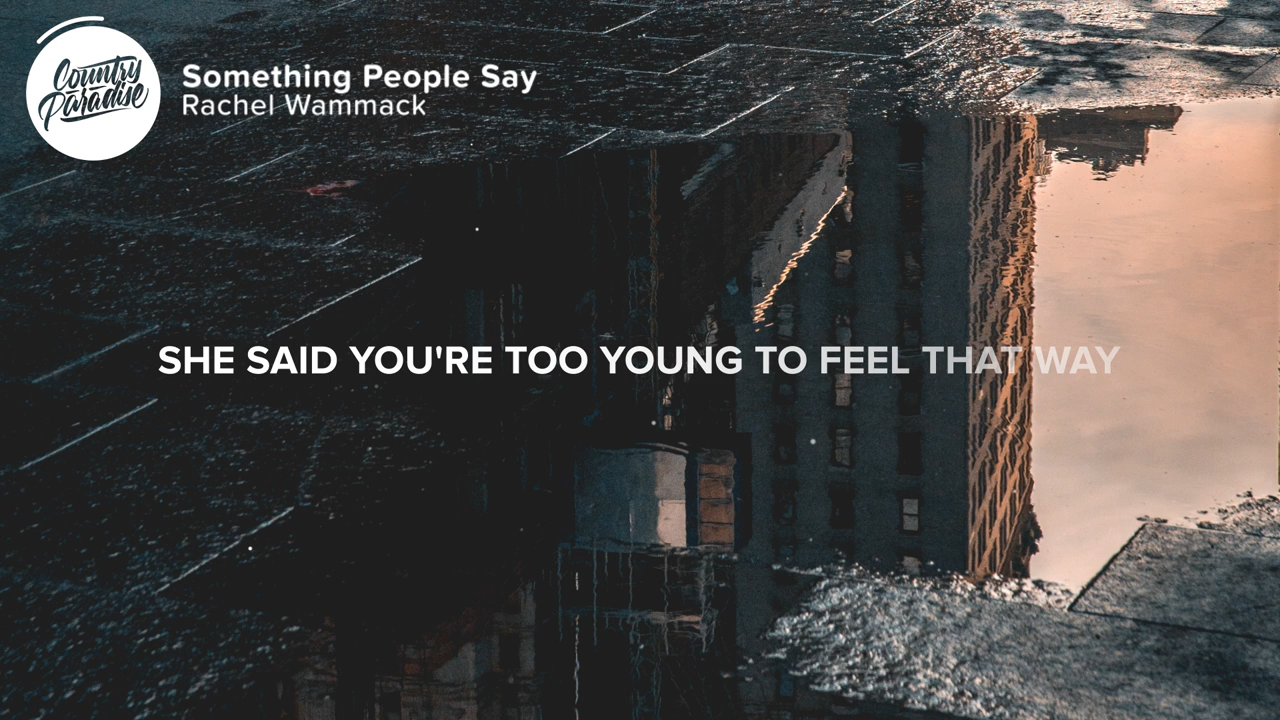 Country
Paradise
Something People Say
Rachel Wammack
SHE SAID YOU'RE TOO YOUNG TO FEEL THAT WAY